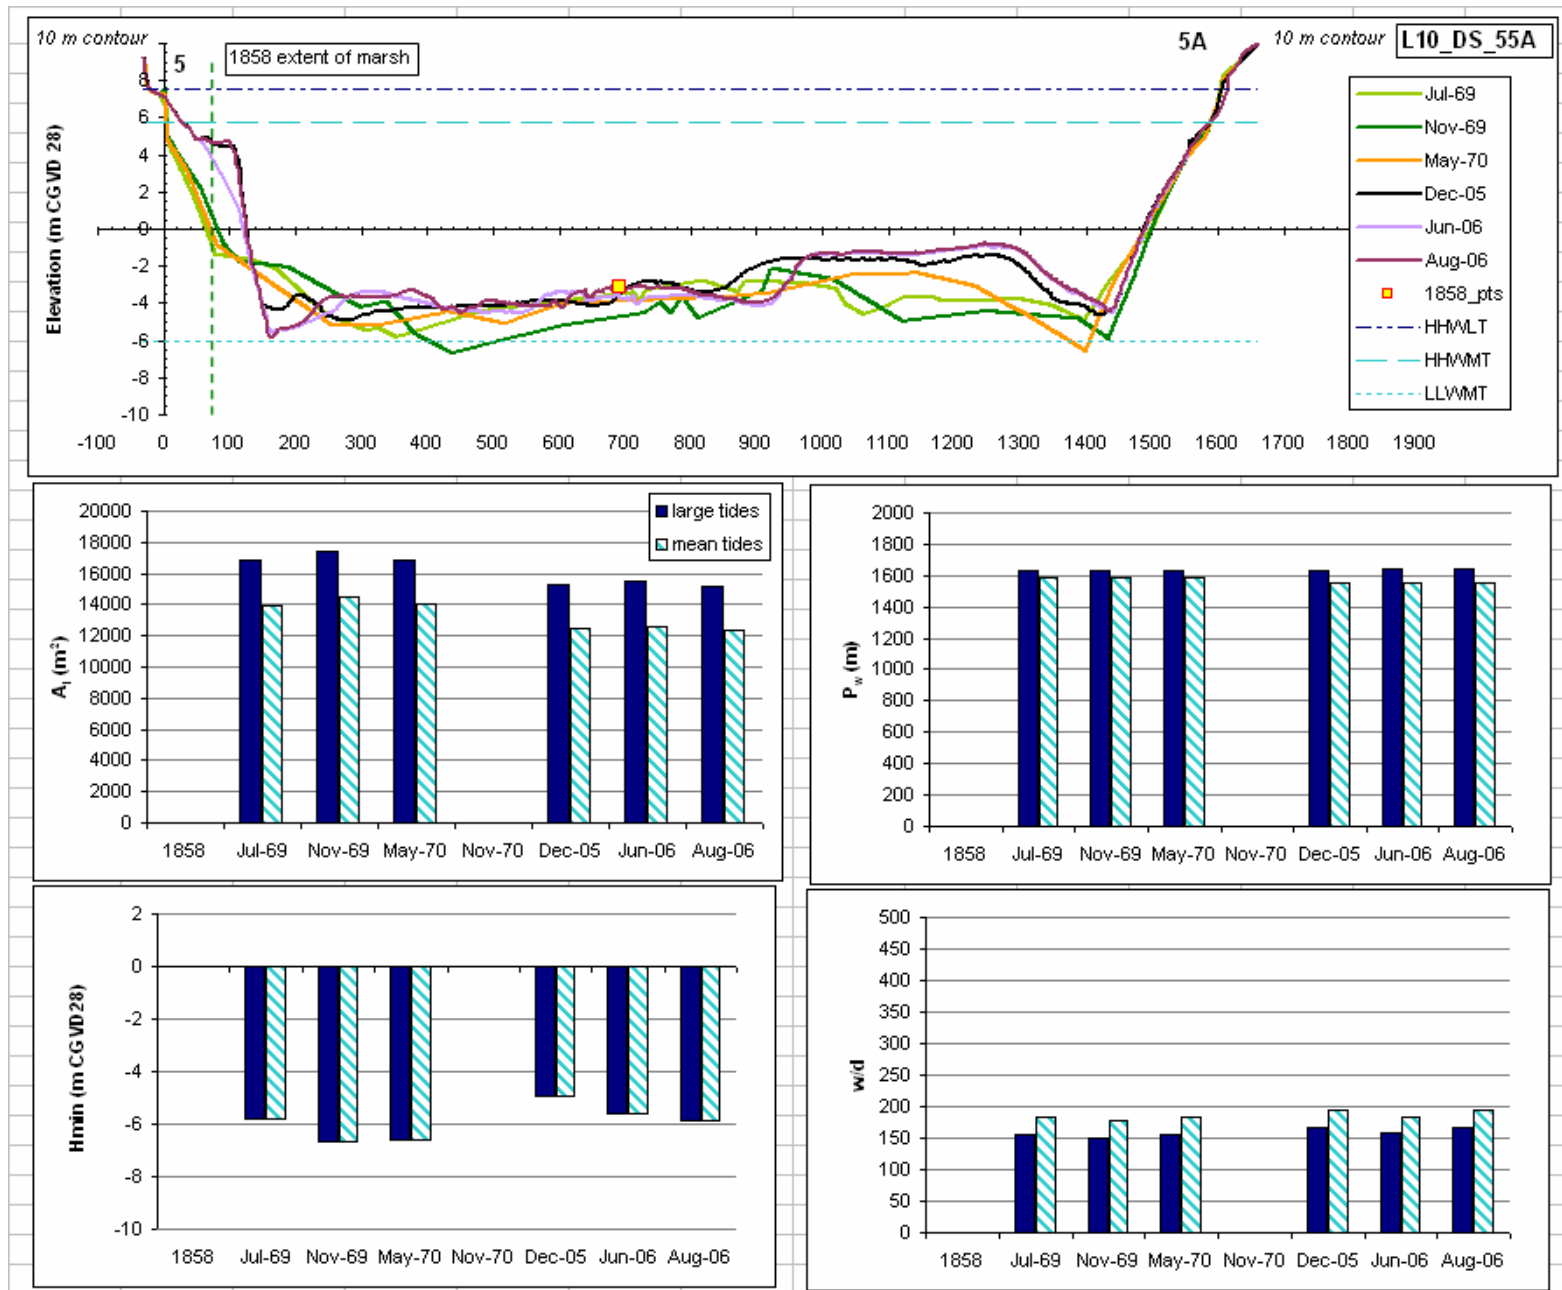 10 m contour
5
1858 extent of marsh
5A
10 m contour
L10_DS_55A
8
6
4
2
0
-2
-4
-6
-8
-10
Elevation (m CGVD 28)
-100 0 100 200 300 400 500 600 700 800 900 1000 1100 1200 1300 1400 1500 1600 1700 1800 1900
Jul-69
Nov-69
May-70
Dec-05
Jun-06
Aug-06
1858_pts
HHWLT
HHWMT
LLWMT
20000
18000
16000
14000
12000
10000
8000
6000
4000
2000
0
AI (m²)
large tides
mean tides
1858 Jul-69 Nov-69 May-70 Nov-70 Dec-05 Jun-06 Aug-06
2000
1800
1600
1400
1200
1000
800
600
400
200
0
Pw (m)
1858 Jul-69 Nov-69 May-70 Nov-70 Dec-05 Jun-06 Aug-06
2
0
-2
-4
-6
-8
-10
Hmin (m CGVD28)
1858 Jul-69 Nov-69 May-70 Nov-70 Dec-05 Jun-06 Aug-06
500
450
400
350
300
250
200
150
100
50
0
w/d
1858 Jul-69 Nov-69 May-70 Nov-70 Dec-05 Jun-06 Aug-06